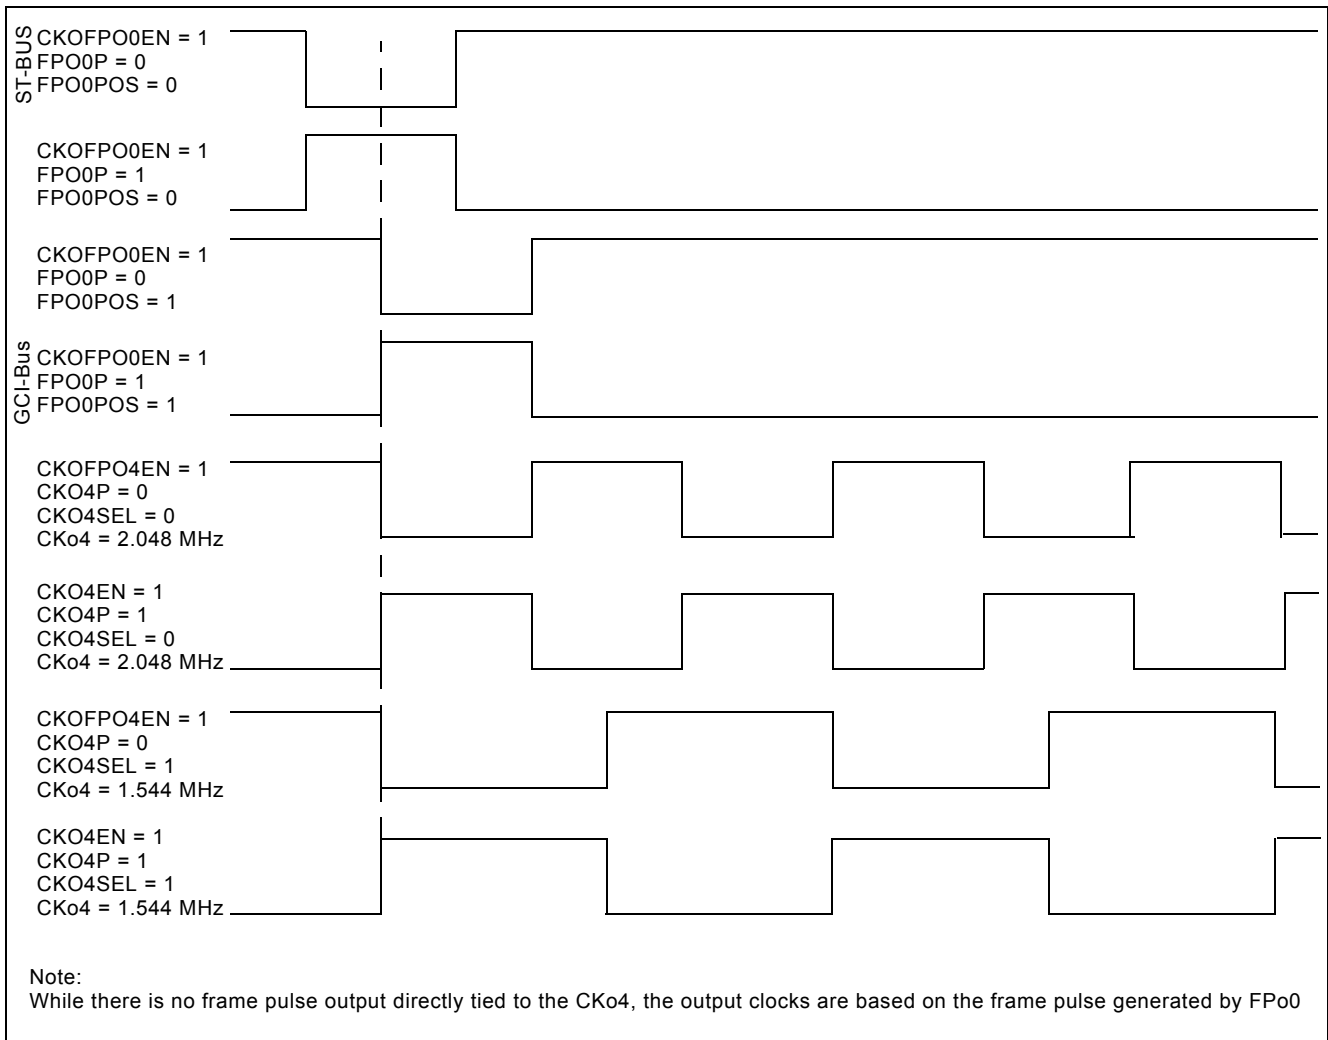 ST-BUS
CKOFPO0EN = 1
FPO0P = 0
FPO0POS = 0
CKOFPO0EN = 1
FPO0P = 1
FPO0POS = 0
CKOFPO0EN = 1
FPO0P = 0
FPO0POS = 1
GCI-Bus
CKOFPO0EN = 1
FPO0P = 1
FPO0POS = 1
CKOFPO4EN = 1
CKO4P = 0
CKO4SEL = 0
CKo4 = 2.048 MHz
CKO4EN = 1
CKO4P = 1
CKO4SEL = 0
CKo4 = 2.048 MHz
CKOFPO4EN = 1
CKO4P = 0
CKO4SEL = 1
CKo4 = 1.544 MHz
CKO4EN = 1
CKO4P = 1
CKO4SEL = 1
CKo4 = 1.544 MHz
Note:
While there is no frame pulse output directly tied to the CKo4, the output clocks are based on the frame pulse generated by FPo0